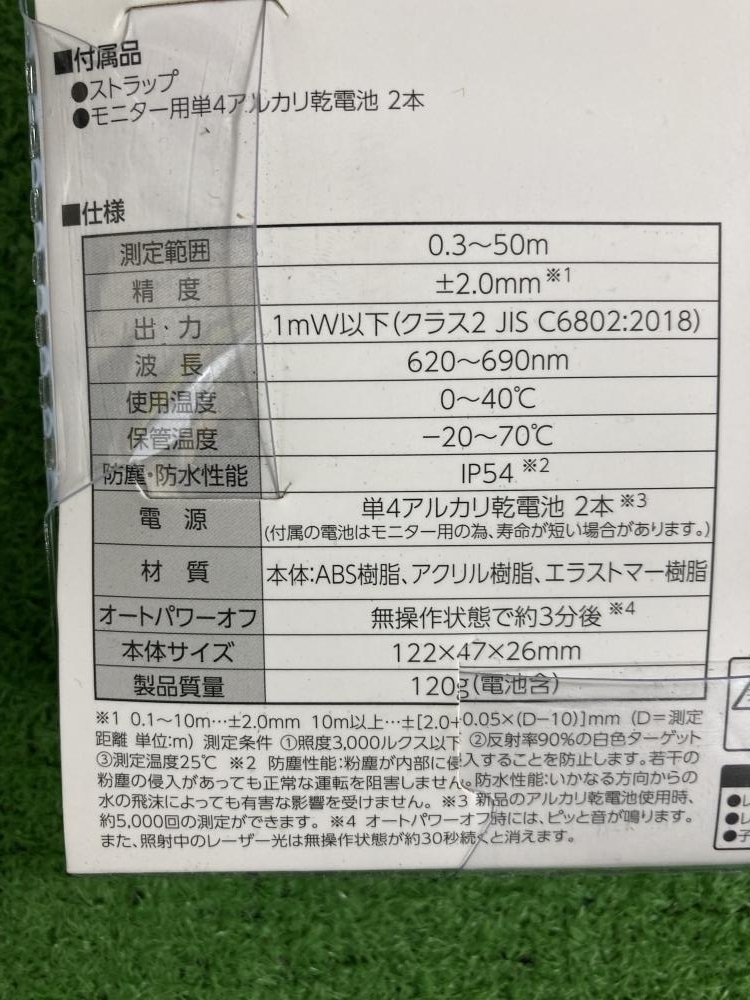 ■付属品
●ストラップ
●モニター用単4アルカリ乾電池 2本
■仕様
測定範囲 0.3～50m
精 度 ±2.0mm※1
出 力 1mW以下(クラス2 JIS C6802:2018)
波 長 620～690nm
使用温度 0～40℃
保管温度 −20～70℃
防塵・防水性能 IP54 ※2
電 源 単4アルカリ乾電池 2本※3
(付属の電池はモニター用の為、寿命が短い場合があります。)
材 質 本体:ABS樹脂、アクリル樹脂、エラストマー樹脂
オートパワーオフ 無操作状態で約3分後※4
本体サイズ 122×47×26mm
製品質量 120g(電池含)
※1 0.1～10m…±2.0mm 10m以上…±[2.0+0.05×(D−10)]mm (D=測定
距離 単位:m) 測定条件 ①照度3,000ルクス以下 ②反射率90%の白色ターゲット
③測定温度25℃ ※2 防塵性能:粉塵が内部に侵入することを防止します。若干の
粉塵の侵入があっても正常な運転を阻害しません。防水性能:いかなる方向からの
水の飛沫によっても有害な影響を受けません。※3 新品のアルカリ乾電池使用時、
約5,000回の測定ができます。※4 オートパワーオフ時には、ピッと音が鳴ります。
また、照射中のレーザー光は無操作状態が約30秒続くと消えます。
●レ
●レ
●子